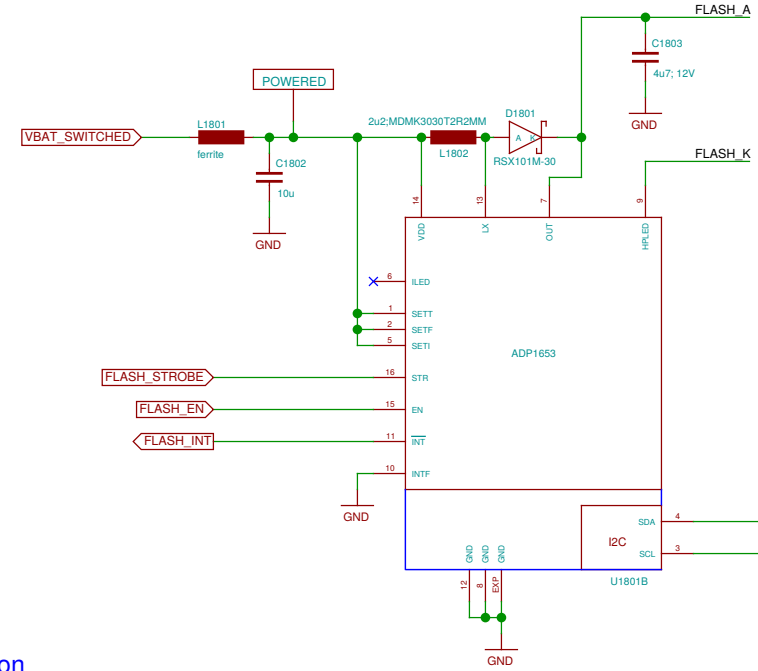 FLASH_A
C1803
4u7; 12V
GND
POWERED
VBAT_SWITCHED
L1801
ferrite
C1802
10u
GND
2u2;MDMK3030T2R2MM
L1802
D1801
A K
RSX101M-30
FLASH_K
14
13
7
9
VDD
LX
OUT
HPLED
6 ILED
1 SETT
2 SETF
5 SETI
ADP1653
FLASH_STROBE 16 STR
FLASH_EN 15 EN
FLASH_INT 11 INT
10 INTF
GND
GND
GND
GND
12
8
EXP
GND
I2C
SDA 4
SCL 3
U1801B
on